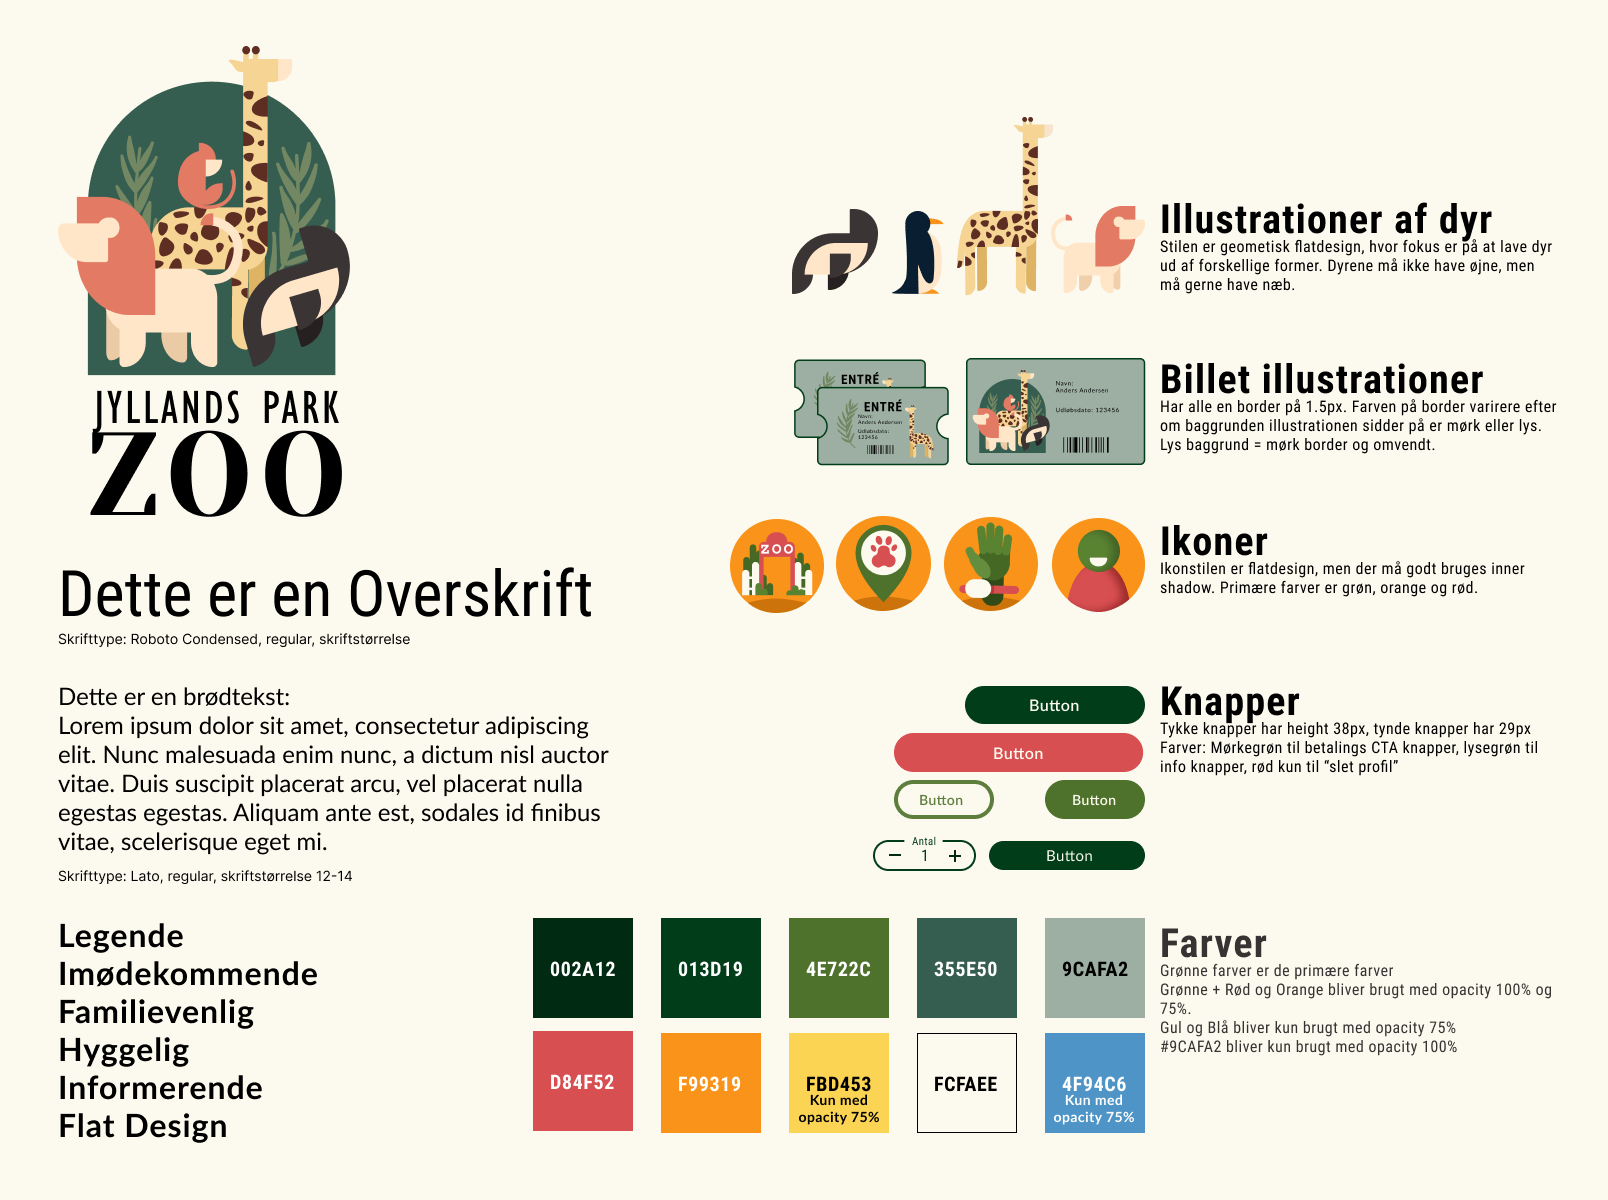 JYLLANDS PARK
ZOO
Dette er en Overskrift
Skrifttype: Roboto Condensed, regular, skriftstørrelse
Dette er en brødtekst:
Lorem ipsum dolor sit amet, consectetur adipiscing
elit. Nunc malesuada enim nunc, a dictum nisl auctor
vitae. Duis suscipit placerat arcu, vel placerat nulla
egestas egestas. Aliquam ante est, sodales id finibus
vitae, scelerisque eget mi.
Skrifttype: Lato, regular, skriftstørrelse 12-14
Legende
Imødekommende
Familievenlig
Hyggelig
Informerende
Flat Design
Illustrationer af dyr
Stilen er geometisk flatdesign, hvor fokus er på at lave dyr
ud af forskellige former. Dyrene må ikke have øjne, men
må gerne have næb.
ENTRÉ
ENTRÉ
Navn:
Anders Andersen
Udløbsdato:
123456
Navn:
Anders Andersen
Udløbsdato: 123456
Billet illustrationer
Har alle en border på 1.5px. Farven på border varirere efter
om baggrunden illustrationen sidder på er mørk eller lys.
Lys baggrund = mørk border og omvendt.
ZOO
Ikoner
Ikonstilen er flatdesign, men der må godt bruges inner
shadow. Primære farver er grøn, orange og rød.
Button
Button
Button
Button
Antal
1
Button
Knapper
Tykke knapper har height 38px, tynde knapper har 29px
Farver: Mørkegrøn til betalings CTA knapper, lysegrøn til
info knapper, rød kun til “slet profil”
002A12
013D19
4E722C
355E50
9CAFA2
D84F52
F99319
FBD453
Kun med
opacity 75%
FCFAEE
4F94C6
Kun med
opacity 75%
Farver
Grønne farver er de primære farver
Grønne + Rød og Orange bliver brugt med opacity 100% og
75%.
Gul og Blå bliver kun brugt med opacity 75%
#9CAFA2 bliver kun brugt med opacity 100%